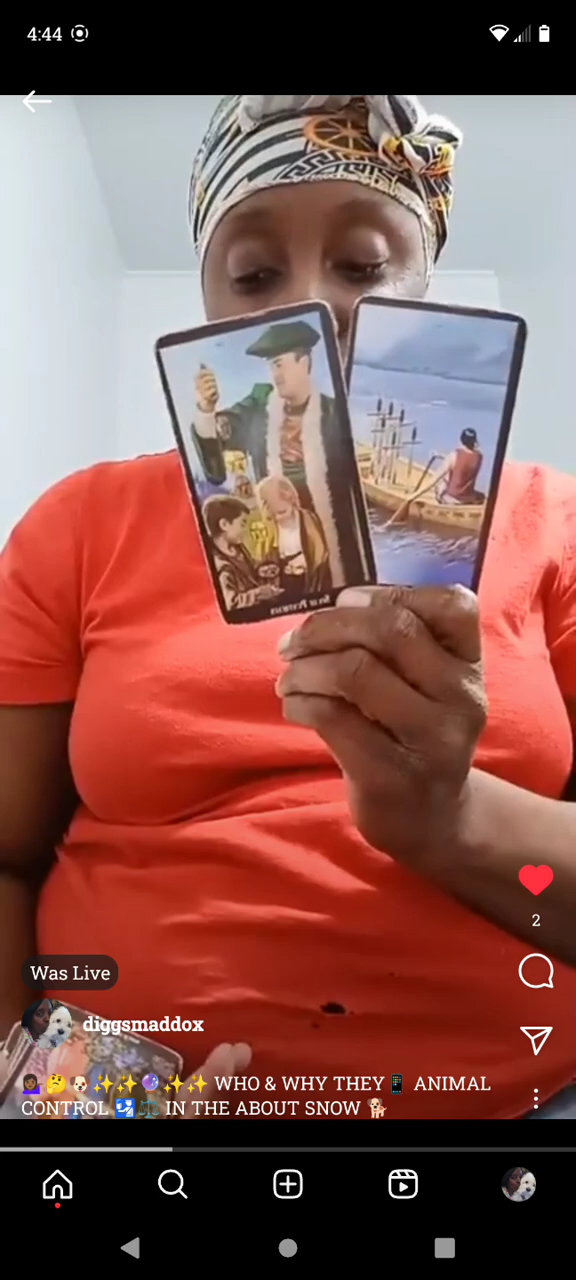 4:44
Was Live
diggsmaddox
💁🏾‍♀️🤔🐶✨✨🔮✨✨ WHO & WHY THEY📱 ANIMAL
CONTROL 🛂⚖️ IN THE ABOUT SNOW 🐕
2